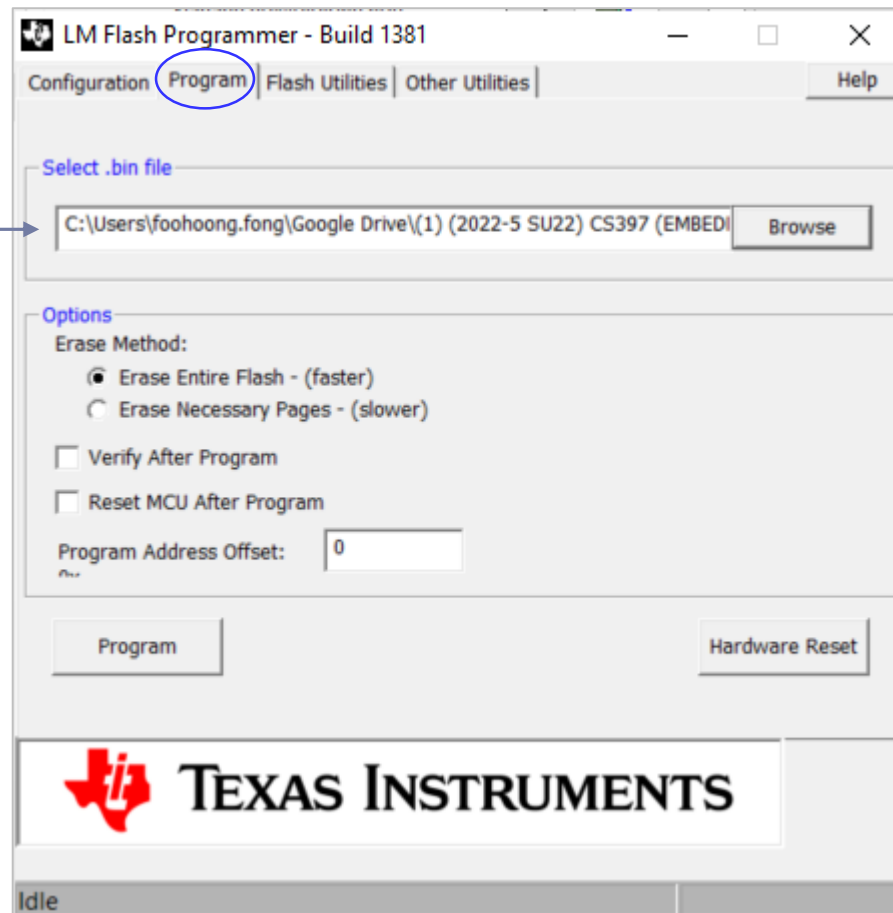 LM Flash Programmer - Build 1381
Configuration Program Flash Utilities Other Utilities Help
Select .bin file
C:\Users\foohoong.fong\Google Drive\(1) (2022-5 SU22) CS397 (EMBEDI Browse
Options
Erase Method:
Erase Entire Flash - (faster)
Erase Necessary Pages - (slower)
Verify After Program
Reset MCU After Program
Program Address Offset: 0
Program Hardware Reset
TEXAS INSTRUMENTS
Idle